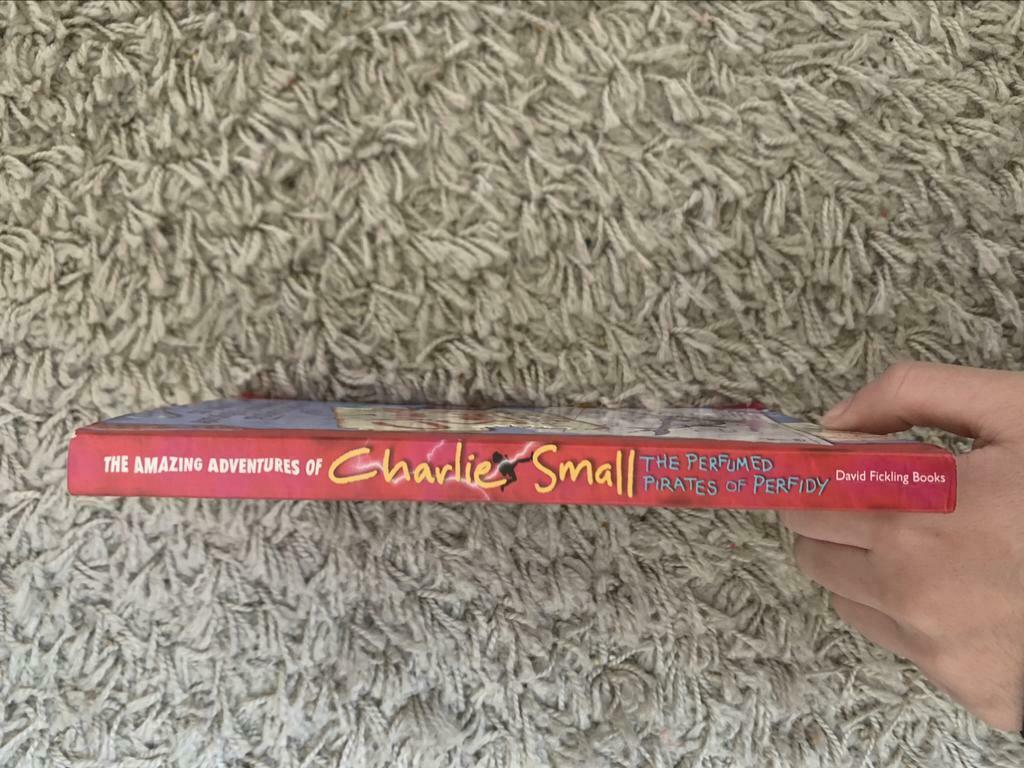 THE AMAZING ADVENTURES OF Charlie Small
THE PERFUMED
PIRATES OF PERFIDY
David Fickling Books